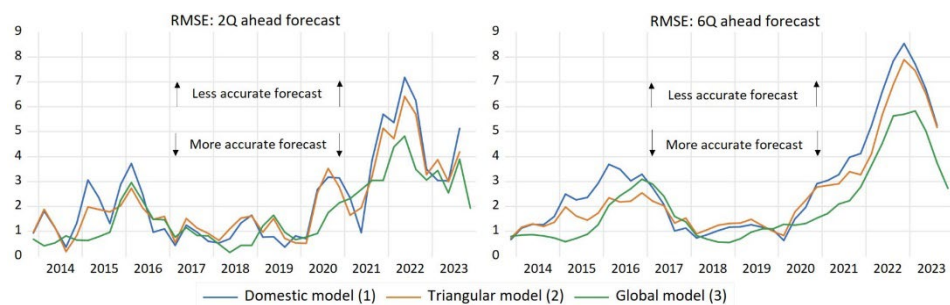 RMSE: 2Q ahead forecast
9
8
7
6
5
4
3
2
1
0
Less accurate forecast
More accurate forecast
2014 2015 2016 2017 2018 2019 2020 2021 2022 2023
RMSE: 6Q ahead forecast
9
8
7
6
5
4
3
2
1
0
Less accurate forecast
More accurate forecast
2014 2015 2016 2017 2018 2019 2020 2021 2022 2023
Domestic model (1) Triangular model (2) Global model (3)